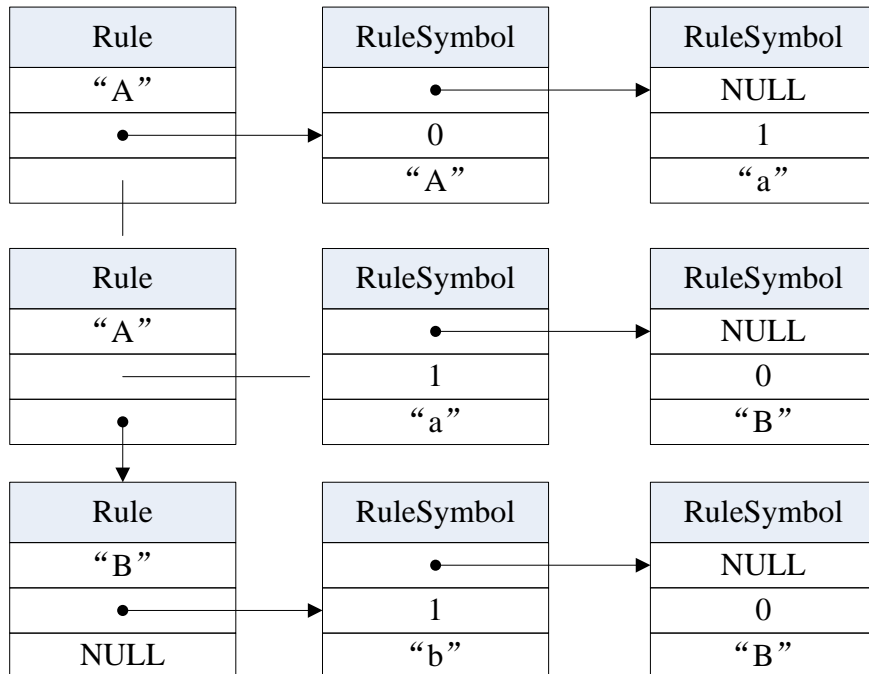 Rule RuleSymbol RuleSymbol
“A” NULL
0 1
“A” “a”
Rule RuleSymbol RuleSymbol
“A” NULL
1 0
“a” “B”
Rule RuleSymbol RuleSymbol
“B” NULL
1 0
NULL “b” “B”